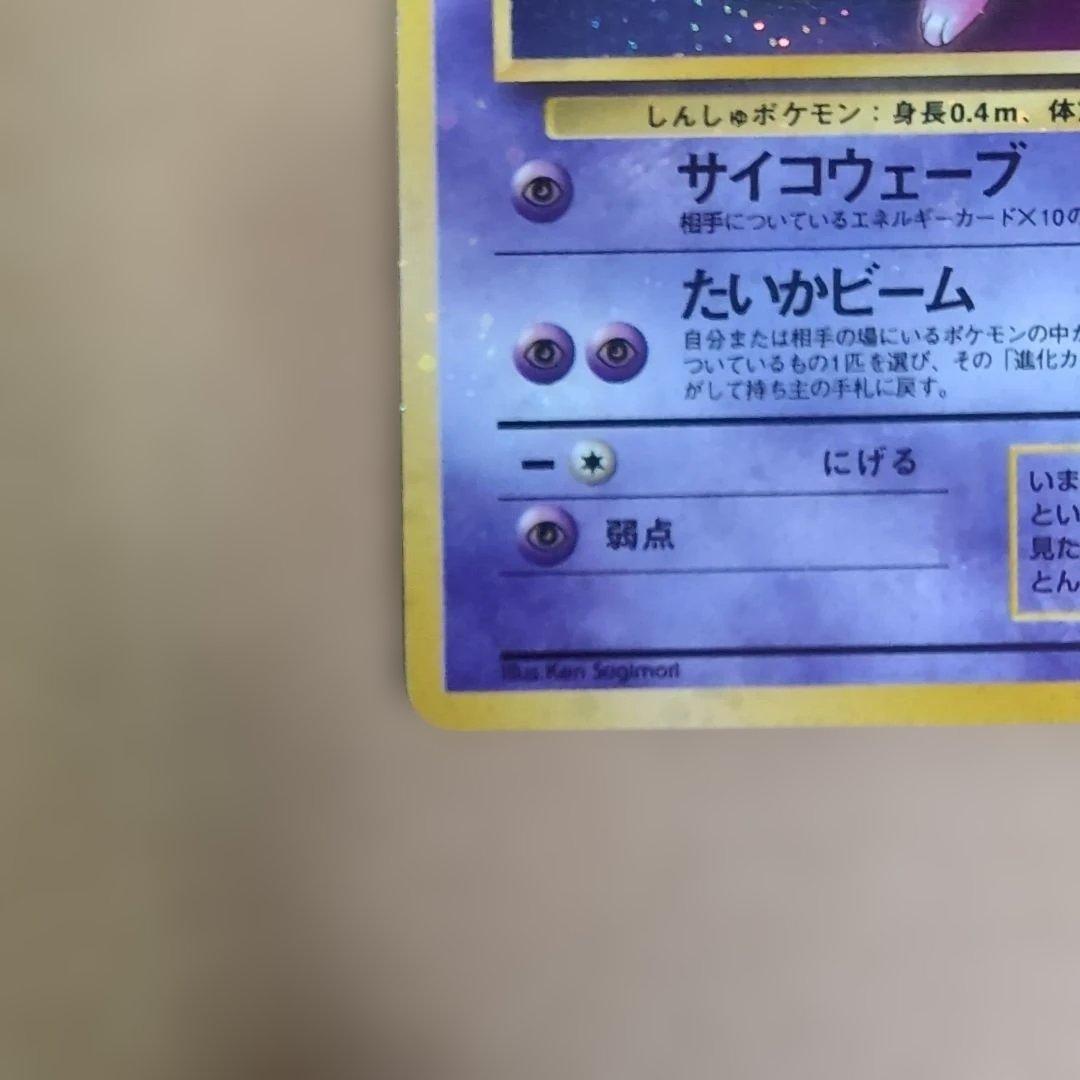 しんしゅポケモン：身長0.4m、体
サイコウェーブ
相手についているエネルギーカード×10の
たいかビーム
自分または相手の場にいるポケモンの中
ついているもの1匹を選び、その「進化カ
がして持ち主の手札に戻す。
ー にげる
弱点
いま
とい
見た
とん
Illus.Ken Sugimori